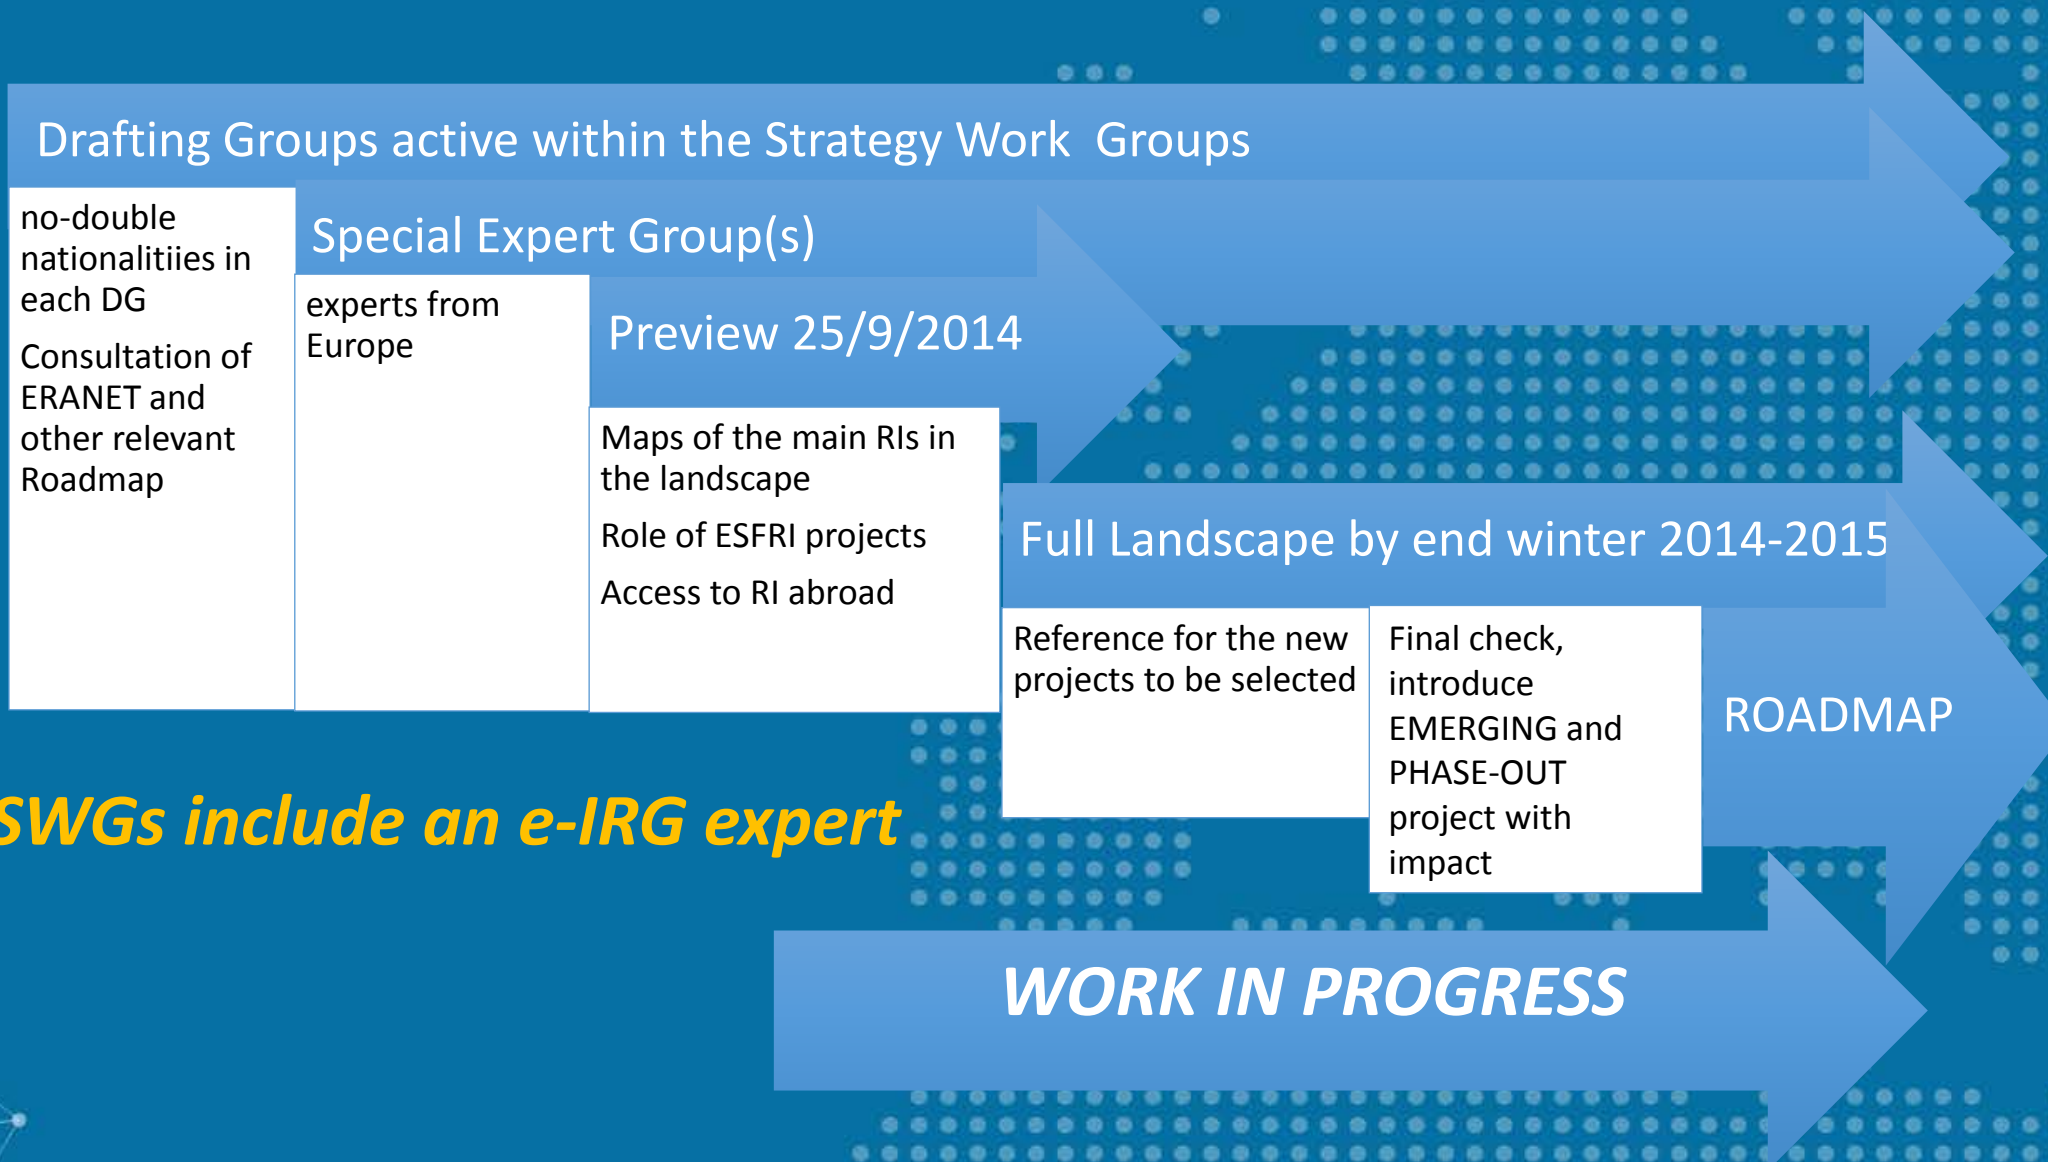 Drafting Groups active within the Strategy Work Groups
no-double
nationalitiies in
each DG
Consultation of
ERANET and
other relevant
Roadmap
Special Expert Group(s)
experts from
Europe
Preview 25/9/2014
Maps of the main RIs in
the landscape
Role of ESFRI projects
Access to RI abroad
Full Landscape by end winter 2014-2015
Reference for the new
projects to be selected
Final check,
introduce
EMERGING and
PHASE-OUT
project with
impact
ROADMAP
SWGs include an e-IRG expert
WORK IN PROGRESS